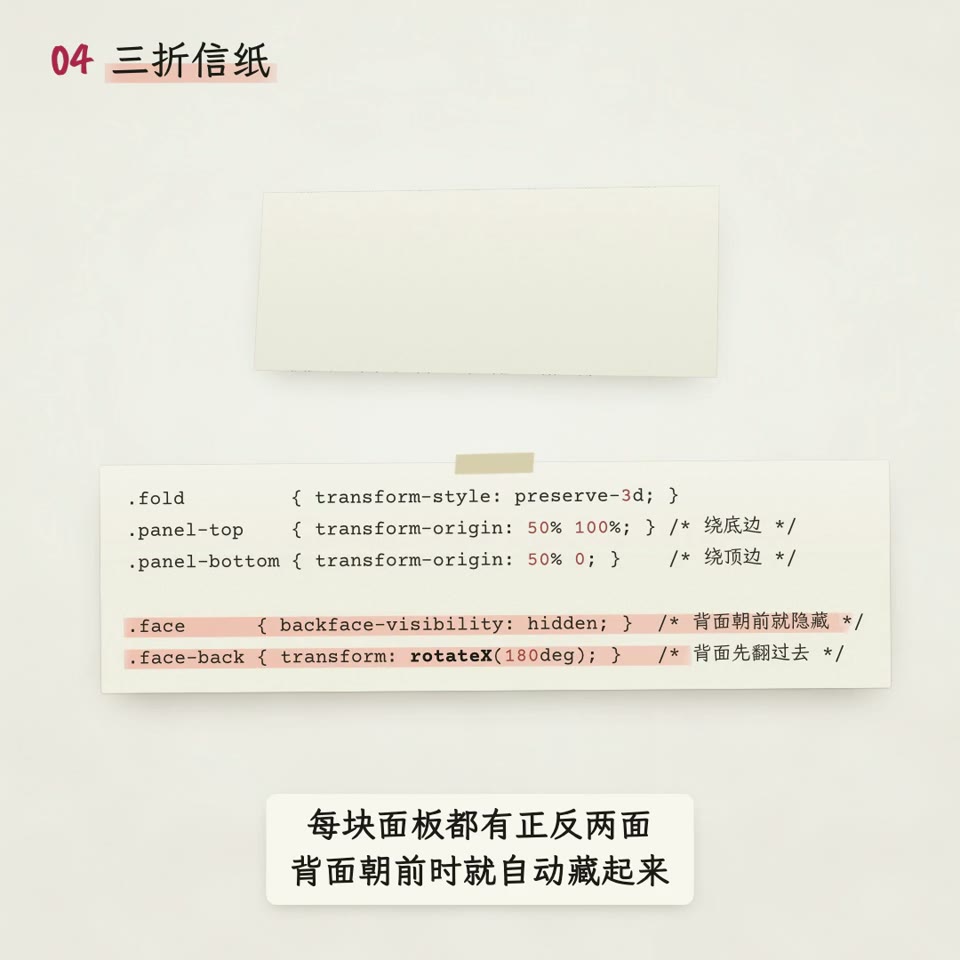 04 三折信纸
.fold         { transform-style: preserve-3d; }
.panel-top    { transform-origin: 50% 100%; } /* 绕底边 */
.panel-bottom { transform-origin: 50% 0; }    /* 绕顶边 */
.face      { backface-visibility: hidden; }  /* 背面朝前就隐藏 */
.face-back { transform: rotateX(180deg); }   /* 背面先翻过去 */
每块面板都有正反两面
背面朝前时就自动藏起来